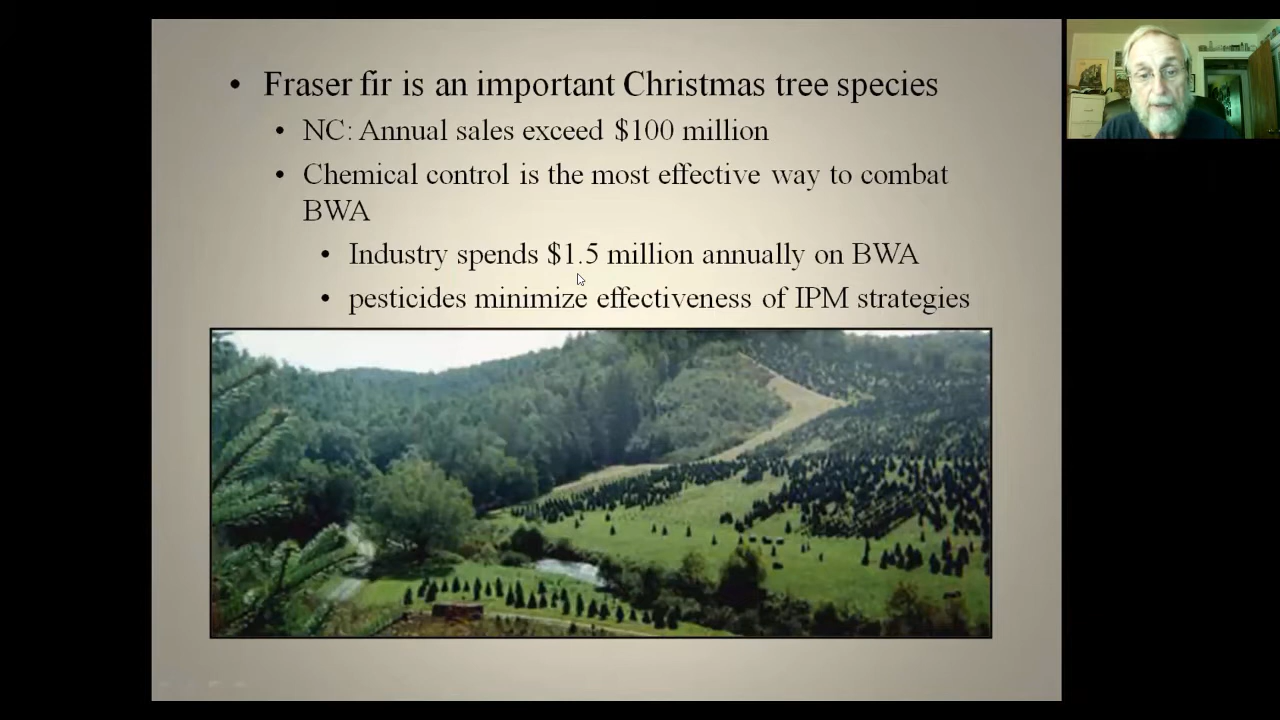 • Fraser fir is an important Christmas tree species
• NC: Annual sales exceed $100 million
• Chemical control is the most effective way to combat
BWA
• Industry spends $1.5 million annually on BWA
• pesticides minimize effectiveness of IPM strategies